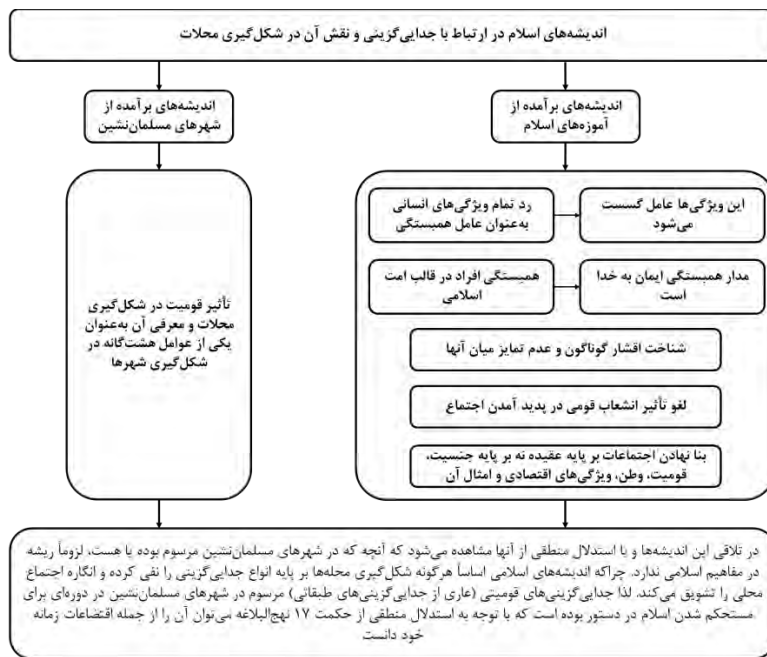 اندیشه‌های اسلام در ارتباط با جدایی‌گزینی و نقش آن در شکل‌گیری محلات
اندیشه‌های برآمده از
آموزه‌های اسلام
اندیشه‌های برآمده از
شهرهای مسلمان‌نشین
رد تمام ویژگی‌های انسانی
به‌عنوان عامل همبستگی
این ویژگی‌ها عامل گسست
می‌شود
همبستگی افراد در قالب امت
اسلامی
مدار همبستگی ایمان به خدا
است
شناخت اقشار گوناگون و عدم تمایز میان آنها
لغو تأثیر انشعاب قومی در پدید آمدن اجتماع
بنا نهادن اجتماعات بر پایه عقیده نه بر پایه جنسیت،
قومیت، وطن، ویژگی‌های اقتصادی و امثال آن
تأثیر قومیت در شکل‌گیری
محلات و معرفی آن به‌عنوان
یکی از عوامل هشت‌گانه در
شکل‌گیری شهرها
در تلاقی این اندیشه‌ها و با استدلال منطقی از آنها مشاهده می‌شود که آنچه که در شهرهای مسلمان‌نشین مرسوم بوده یا هست، لزوماً ریشه
در مفاهیم اسلامی ندارد. چراکه اندیشه‌های اسلامی اساساً هرگونه شکل‌گیری محله‌ها بر پایه انواع جدایی‌گزینی را نفی کرده و انگاره اجتماع
محلی را تشویق می‌کند. لذا جدایی‌گزینی‌های قومیتی (عاری از جدایی‌گزینی‌های طبقاتی) مرسوم در شهرهای مسلمان‌نشین در دوره‌ای برای
مستحکم شدن اسلام در دستور بوده است که با توجه به استدلال منطقی از حکمت ۱۷ نهج‌البلاغه می‌توان آن را از جمله اقتضاعات زمانه
خود دانست